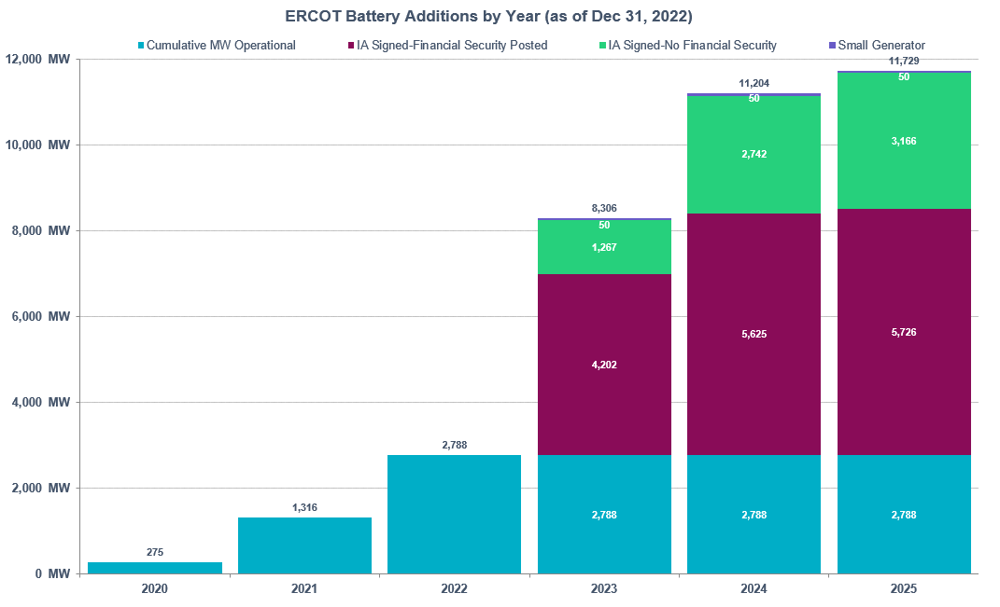 ERCOT Battery Additions by Year (as of Dec 31, 2022)
Cumulative MW Operational IA Signed-Financial Security Posted IA Signed-No Financial Security Small Generator
12,000 MW
10,000 MW
8,000 MW
6,000 MW
4,000 MW
2,000 MW
0 MW
275
1,316
2,788
8,306
50
1,267
4,202
2,788
11,204
50
2,742
5,625
2,788
11,729
50
3,166
5,726
2,788
2020 2021 2022 2023 2024 2025